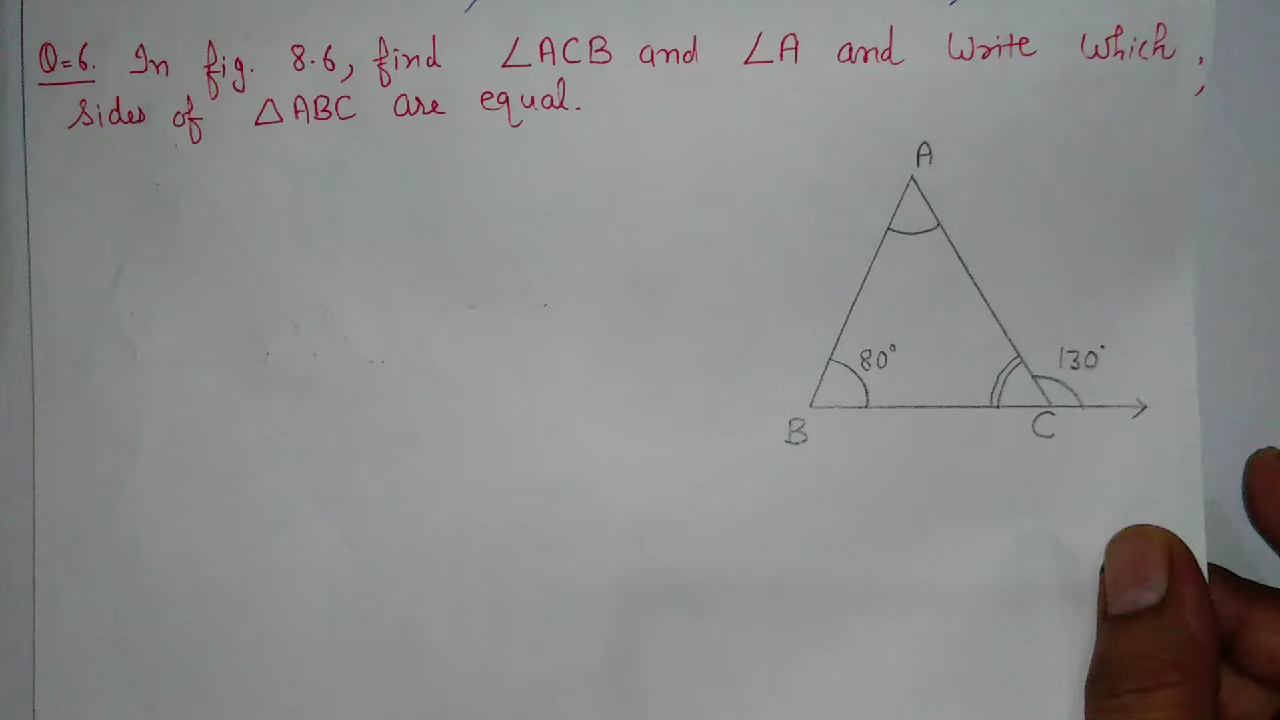 Q=6. In fig. 8.6, find ∠ACB and ∠A and Write which
sides of △ABC are equal.
A
80°
130°
B
C